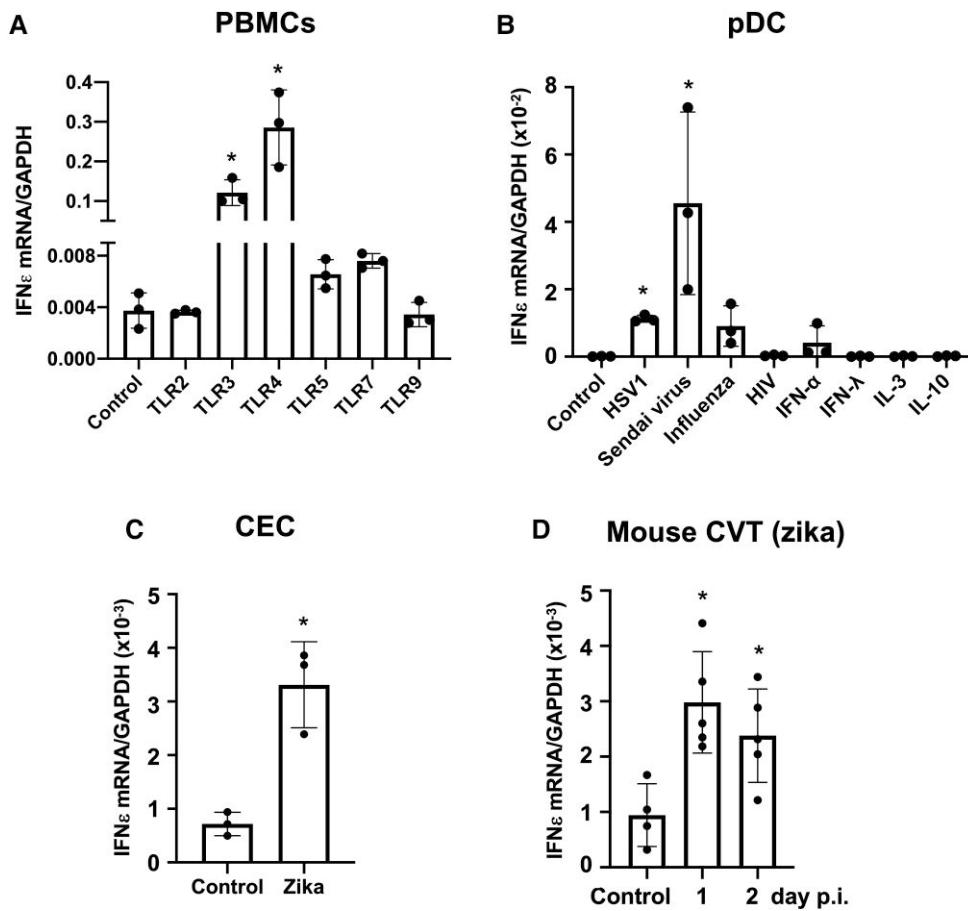 A PBMCs
IFNε mRNA/GAPDH
0.4
0.3
0.2
0.1
0.008
0.004
0.000
* *
Control TLR2 TLR3 TLR4 TLR5 TLR7 TLR9
B pDC
IFNε mRNA/GAPDH (x10-2)
8
6
4
2
0
* *
Control HSV1 Sendai virus Influenza HIV IFN-α IFN-λ IL-3 IL-10
C CEC
IFNε mRNA/GAPDH (x10-3)
5
4
3
2
1
0
*
Control Zika
D Mouse CVT (zika)
IFNε mRNA/GAPDH (x10-3)
5
4
3
2
1
0
* *
Control 1 2 day p.i.